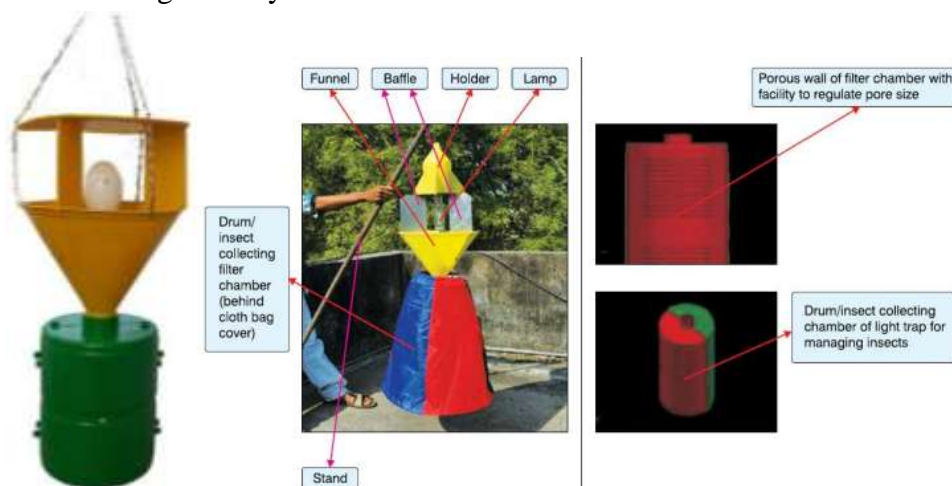 Funnel
Baffle
Holder
Lamp
Porous wall of filter chamber with
facility to regulate pore size
Drum/
insect
collecting
filter
chamber
(behind
cloth bag
cover)
Drum/insect collecting
chamber of light trap for
managing insects
Stand